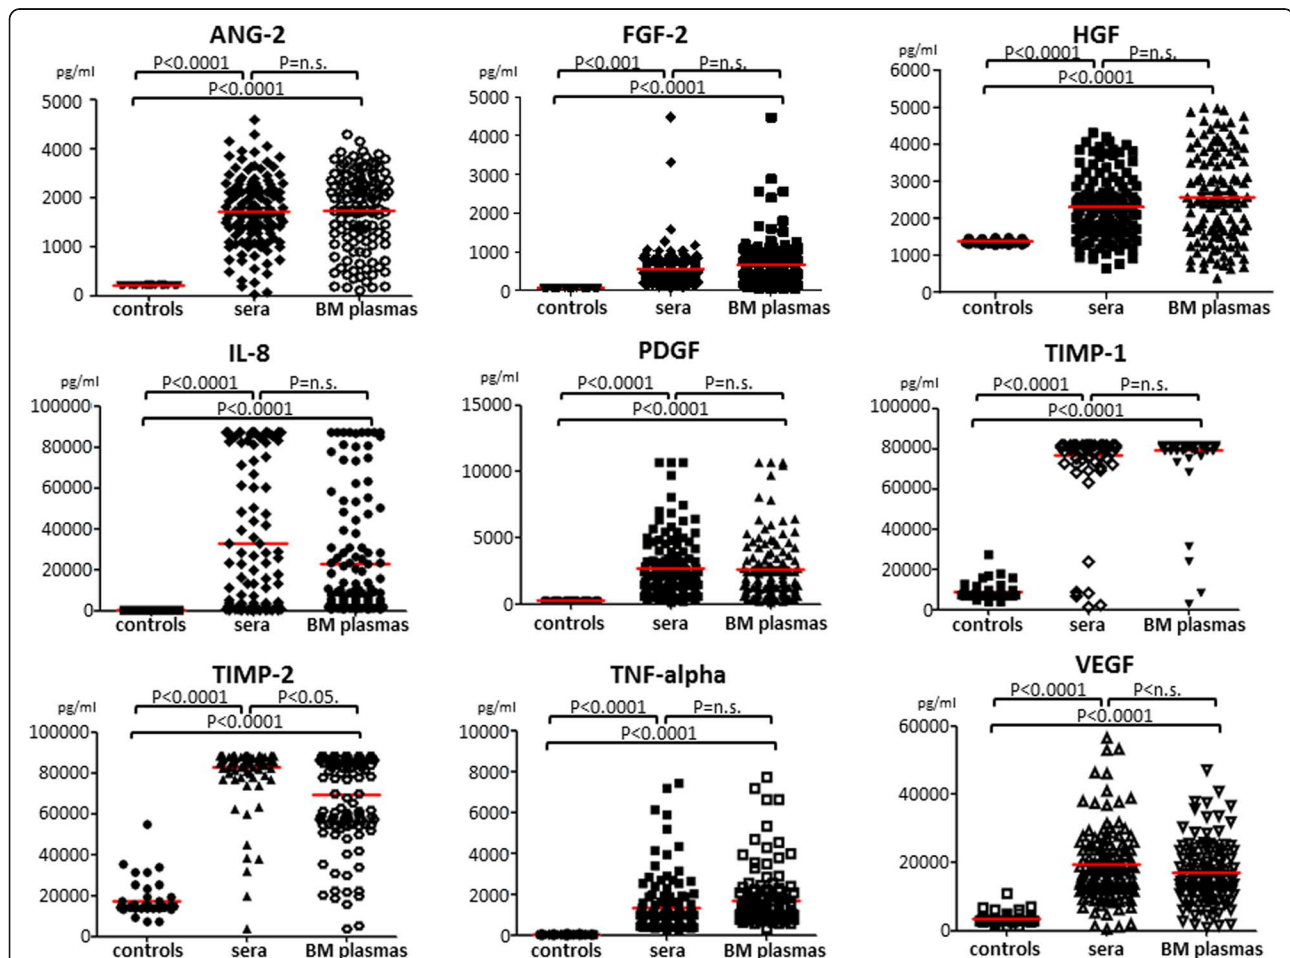 ANG-2
pg/ml
P<0.0001 P=n.s.
P<0.0001
5000
4000
2000
1000
0
controls sera BM plasmas
FGF-2
pg/ml
P<0.001 P=n.s.
P<0.0001
5000
4000
3000
2000
1000
0
controls sera BM plasmas
HGF
pg/ml
P<0.0001 P=n.s.
P<0.0001
6000
5000
4000
3000
2000
1000
0
controls sera BM plasmas
IL-8
pg/ml
P<0.0001 P=n.s.
P<0.0001
100000
80000
60000
40000
20000
0
controls sera BM plasmas
PDGF
pg/ml
P<0.0001 P=n.s.
P<0.0001
15000
10000
5000
0
controls sera BM plasmas
TIMP-1
pg/ml
P<0.0001 P=n.s.
P<0.0001
100000
80000
60000
40000
20000
0
controls sera BM plasmas
TIMP-2
pg/ml
P<0.0001 P<0.05.
P<0.0001
100000
80000
60000
40000
20000
0
controls sera BM plasmas
TNF-alpha
pg/ml
P<0.0001 P=n.s.
P<0.0001
10000
8000
6000
4000
2000
0
controls sera BM plasmas
VEGF
pg/ml
P<0.0001 P<n.s.
P<0.0001
60000
40000
20000
0
controls sera BM plasmas